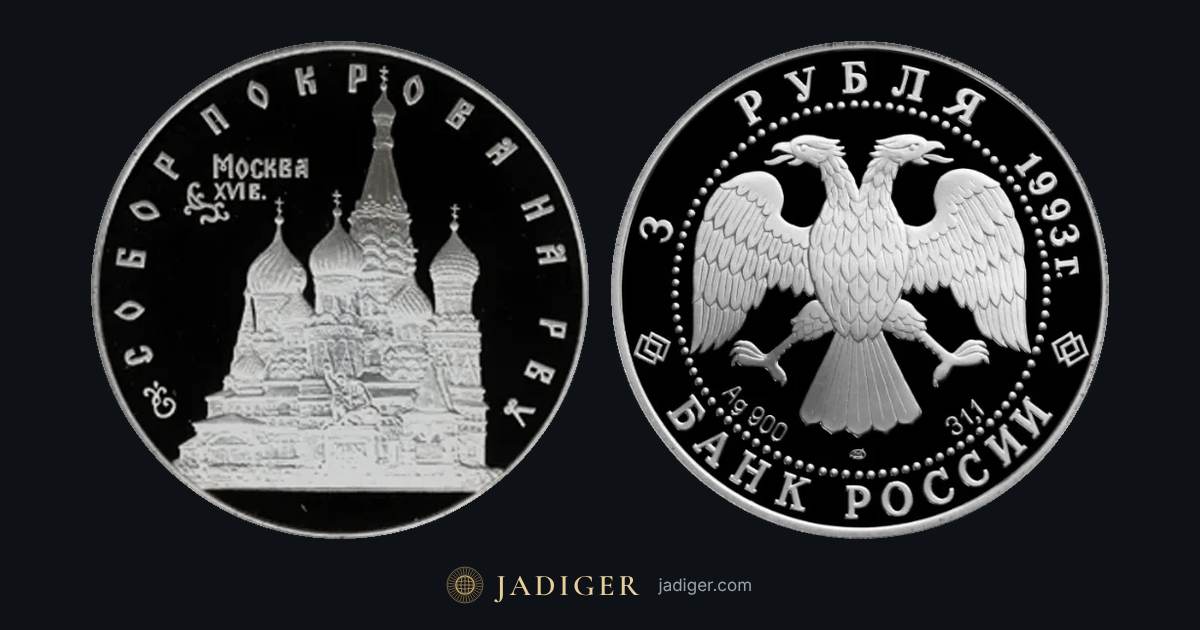 СОБОР ПОКРОВА НА РВУ
МОСКВА
XVI В.
3 РУБЛЯ 1993 г.
Ag 900 31,1
БАНК РОССИИ
JADIGER jadiger.com